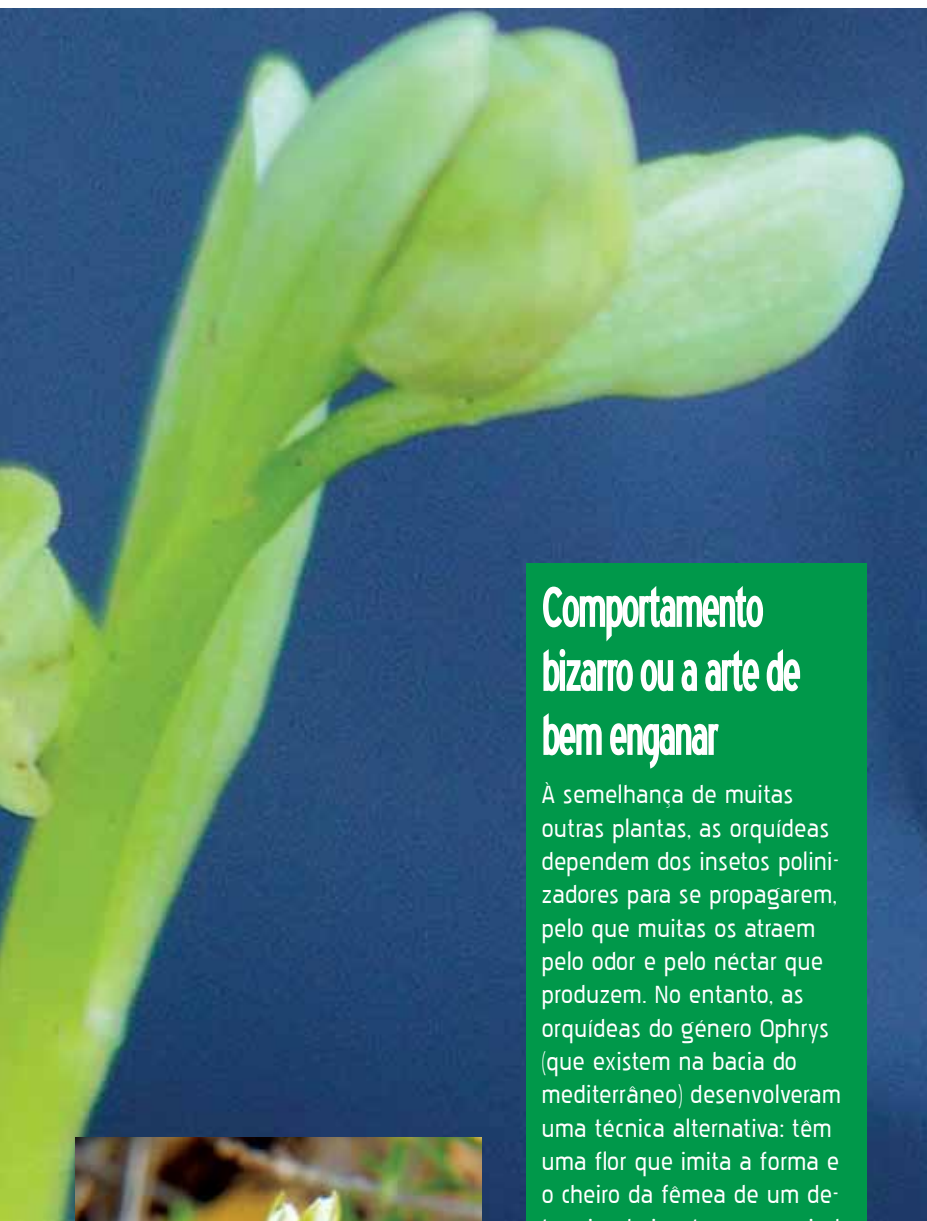 Comportamento
bizarro ou a arte de
bem enganar
À semelhança de muitas
outras plantas, as orquídeas
dependem dos insetos polini-
zadores para se propagarem,
pelo que muitas os atraem
pelo odor e pelo néctar que
produzem. No entanto, as
orquídeas do género Ophrys
(que existem na bacia do
mediterrâneo) desenvolveram
uma técnica alternativa: têm
uma flor que imita a forma e
o cheiro da fêmea de um de-